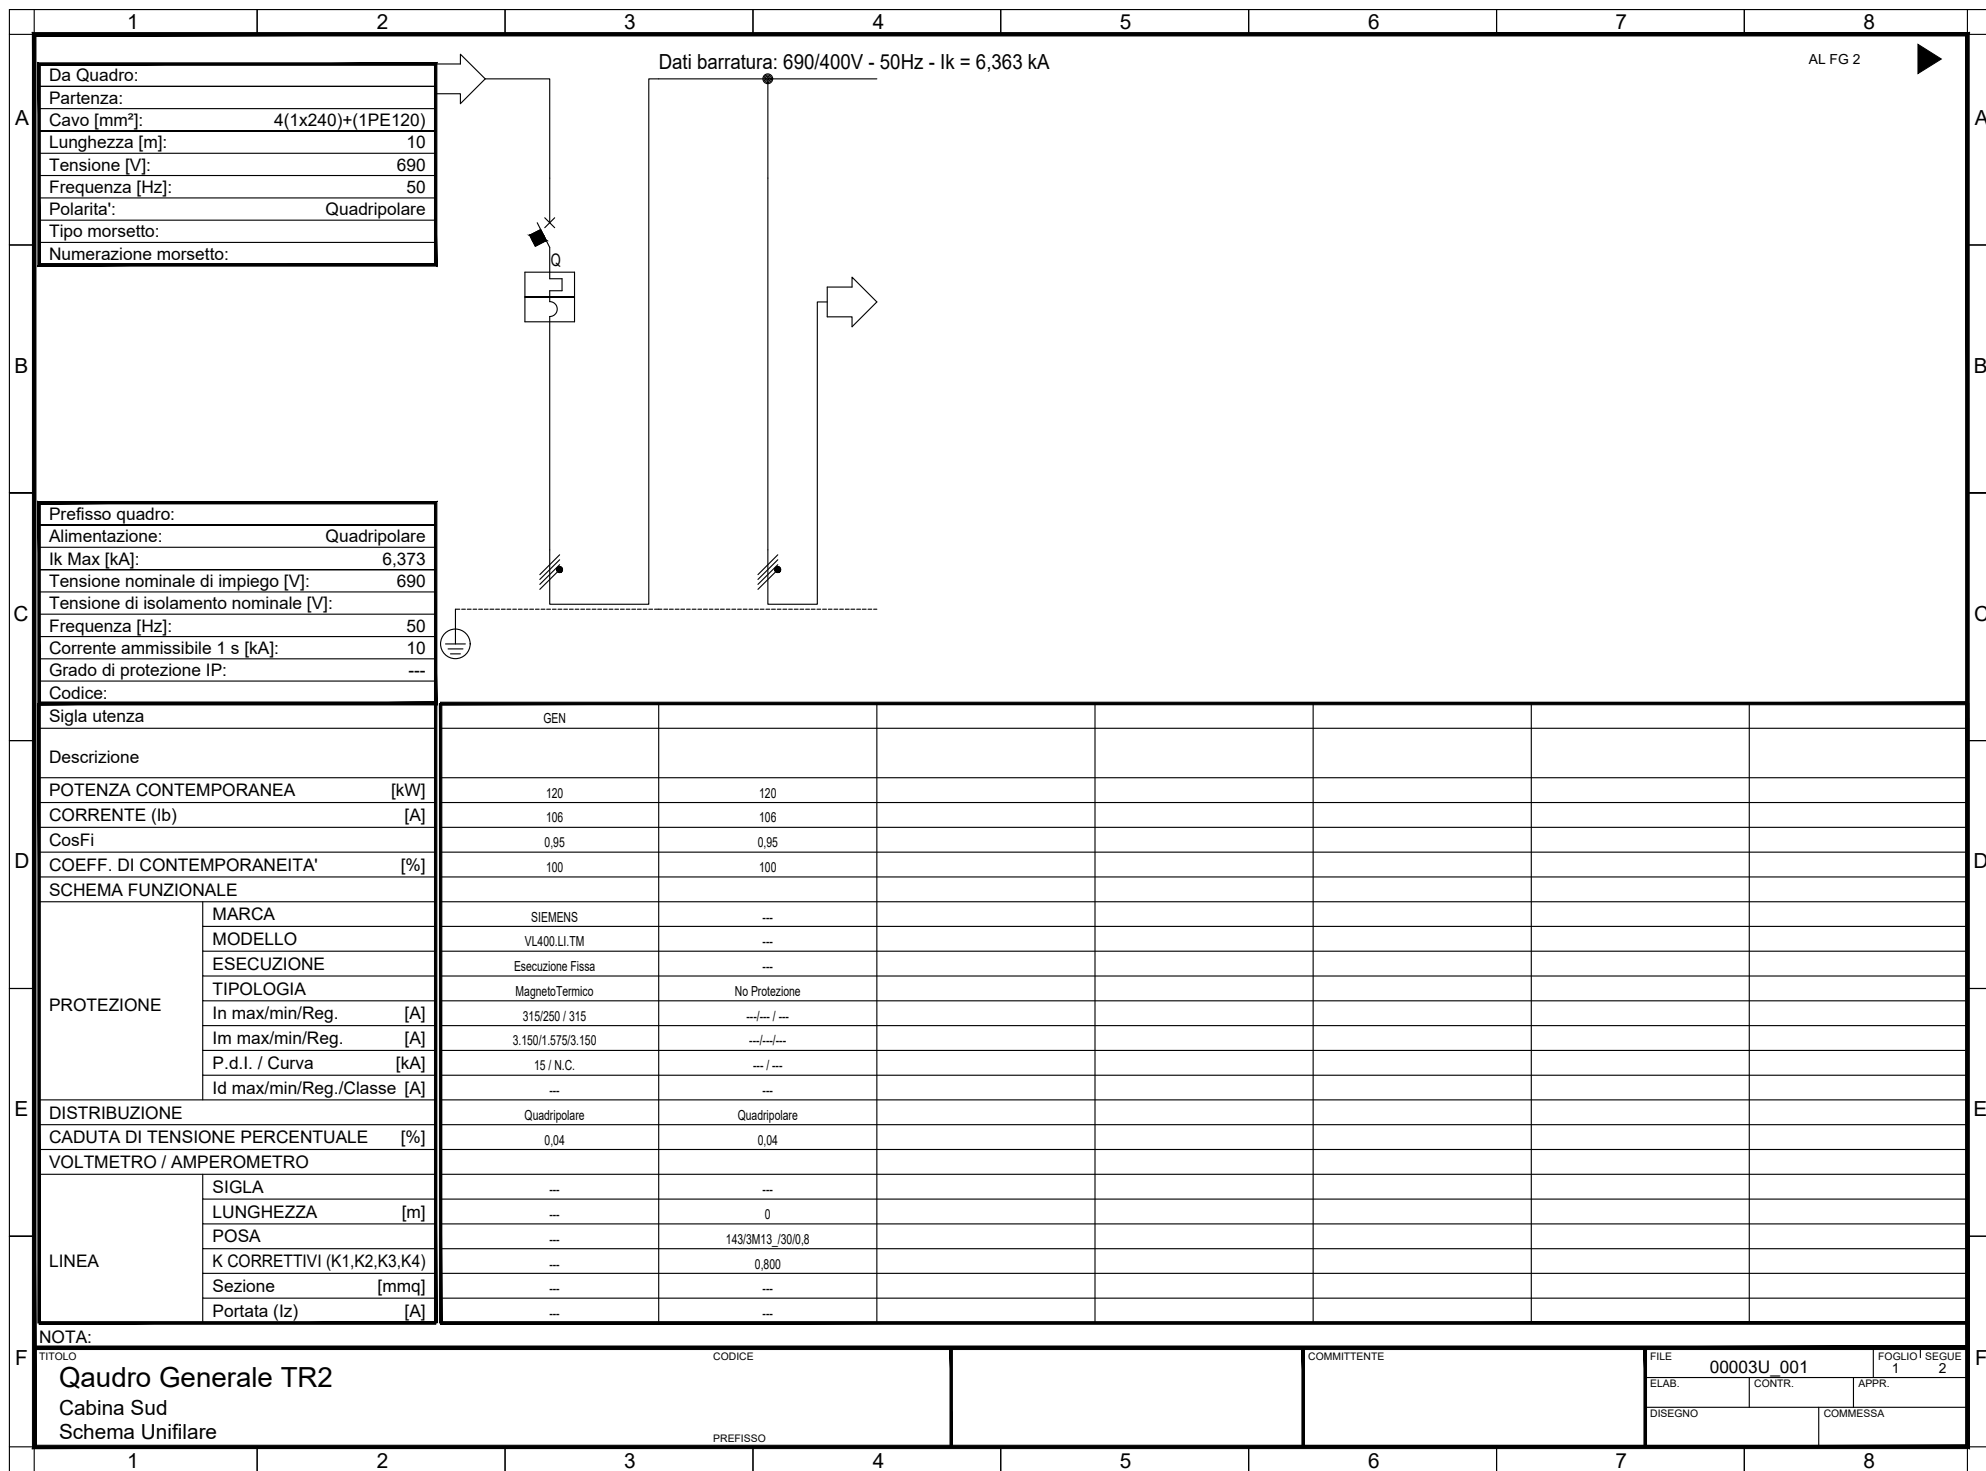 1 2 3 4 5 6 7 8
Dati barratura: 690/400V - 50Hz - Ik = 6,363 kA
AL FG 2
A A
Da Quadro:
Partenza:
Cavo [mm²]: 4(1x240)+(1PE120)
Lunghezza [m]: 10
Tensione [V]: 690
Frequenza [Hz]: 50
Polarita': Quadripolare
Tipo morsetto:
Numerazione morsetto:
Q
B B
Prefisso quadro:
Alimentazione: Quadripolare
Ik Max [kA]: 6,373
Tensione nominale di impiego [V]: 690
Tensione di isolamento nominale [V]:
Frequenza [Hz]: 50
Corrente ammissibile 1 s [kA]: 10
Grado di protezione IP: ---
Codice:
C C
Sigla utenza GEN
Descrizione
POTENZA CONTEMPORANEA [kW] 120 120
CORRENTE (Ib) [A] 106 106
CosFi 0,95 0,95
COEFF. DI CONTEMPORANEITA' [%] 100 100
D D
SCHEMA FUNZIONALE
PROTEZIONE
MARCA SIEMENS ---
MODELLO VL400.LI.TM ---
ESECUZIONE Esecuzione Fissa ---
TIPOLOGIA MagnetoTermico No Protezione
In max/min/Reg. [A] 315/250 / 315 ---/--- / ---
Im max/min/Reg. [A] 3.150/1.575/3.150 ---/---/---
P.d.I. / Curva [kA] 15 / N.C. --- / ---
Id max/min/Reg./Classe [A] --- ---
E E
DISTRIBUZIONE Quadripolare Quadripolare
CADUTA DI TENSIONE PERCENTUALE [%] 0,04 0,04
VOLTMETRO / AMPEROMETRO
LINEA
SIGLA --- ---
LUNGHEZZA [m] --- 0
POSA --- 143/3M13_/30/0,8
K CORRETTIVI (K1,K2,K3,K4) --- 0,800
Sezione [mmq] --- ---
Portata (Iz) [A] --- ---
NOTA:
F F
TITOLO
Qaudro Generale TR2
Cabina Sud
Schema Unifilare
CODICE
PREFISSO
COMMITTENTE
FILE 00003U_001
FOGLIO 1 SEGUE 2
ELAB. CONTR. APPR.
DISEGNO COMMESSA
1 2 3 4 5 6 7 8